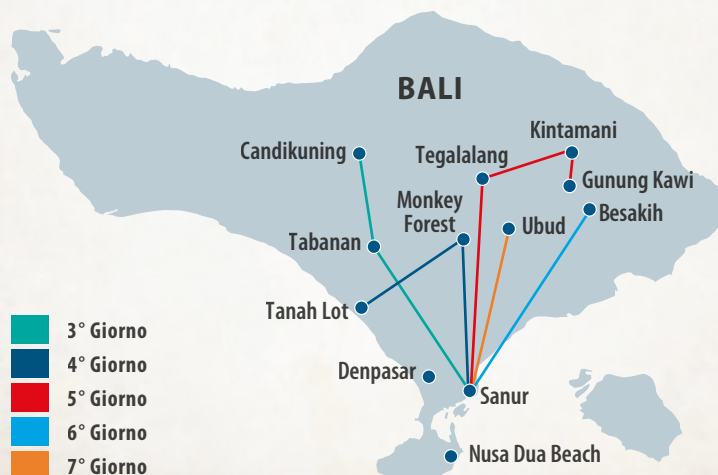 BALI
Kintamani
Candikuning
Tegalalang
Gunung Kawi
Monkey
Forest
Besakih
Ubud
Tabanan
Tanah Lot
3° Giorno
4° Giorno
Denpasar
5° Giorno
Sanur
6° Giorno
Nusa Dua Beach
7° Giorno